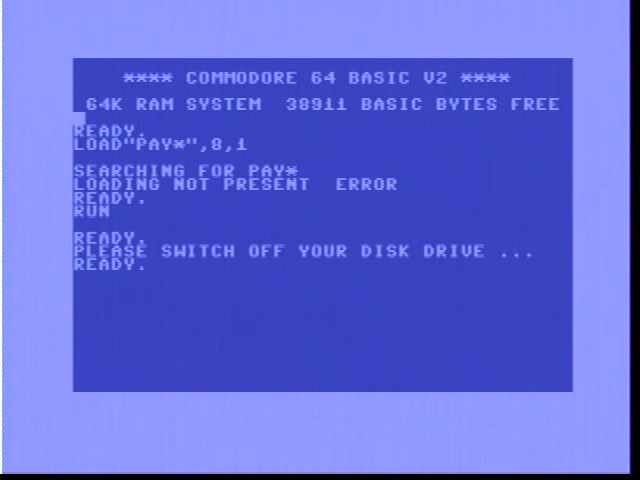 **** COMMODORE 64 BASIC V2 ****
64K RAM SYSTEM  38911 BASIC BYTES FREE
READY.
LOAD"PAY*",8,1
SEARCHING FOR PAY*
LOADING NOT PRESENT  ERROR
READY.
RUN
READY.
PLEASE SWITCH OFF YOUR DISK DRIVE ...
READY.